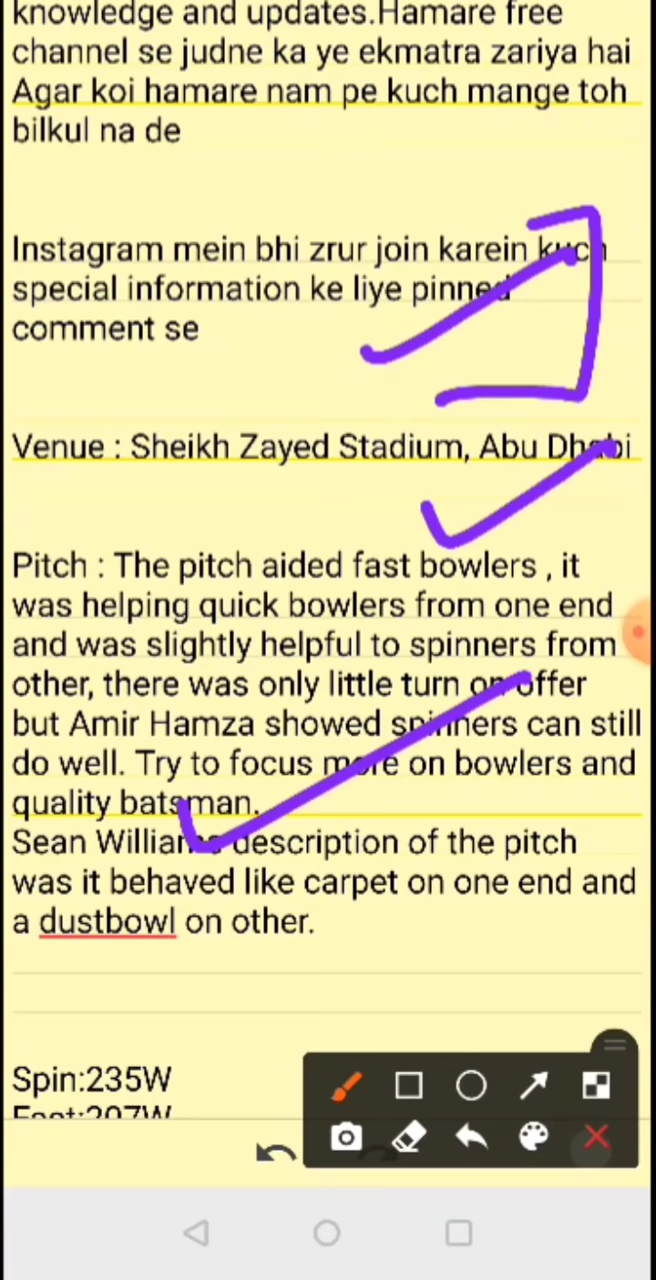 knowledge and updates.Hamare free
channel se judne ka ye ekmatra zariya hai
Agar koi hamare nam pe kuch mange toh
bilkul na de
Instagram mein bhi zrur join karein kuch
special information ke liye pinned
comment se
Venue : Sheikh Zayed Stadium, Abu Dhabi
Pitch : The pitch aided fast bowlers , it
was helping quick bowlers from one end
and was slightly helpful to spinners from
other, there was only little turn on offer
but Amir Hamza showed spinners can still
do well. Try to focus more on bowlers and
quality batsman.
Sean Williams description of the pitch
was it behaved like carpet on one end and
a dustbowl on other.
Spin:235W
Fast:207W